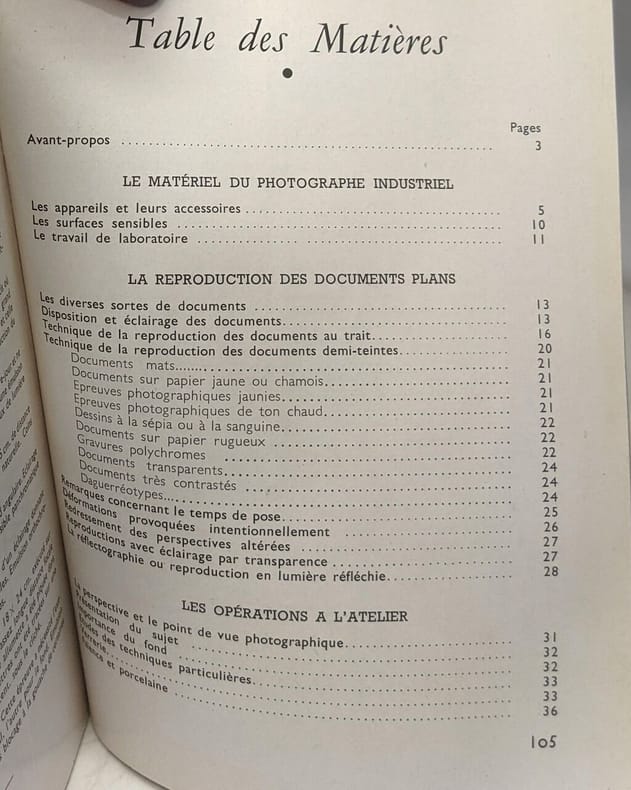 Table des Matières
•
Pages
Avant-propos ........ 3
LE MATÉRIEL DU PHOTOGRAPHE INDUSTRIEL
Les appareils et leurs accessoires ........ 5
Les surfaces sensibles ........ 10
Le travail de laboratoire ........ 11
LA REPRODUCTION DES DOCUMENTS PLANS
Les diverses sortes de documents ........ 13
Disposition et éclairage des documents ........ 13
Technique de la reproduction des documents au trait ........ 16
Technique de la reproduction des documents demi-teintes ........ 20
Documents mats ........ 21
Documents sur papier jaune ou chamois ........ 21
Epreuves photographiques jaunies ........ 21
Epreuves photographiques de ton chaud ........ 21
Dessins à la sépia ou à la sanguine ........ 22
Documents sur papier rugueux ........ 22
Gravures polychromes ........ 22
Documents transparents ........ 24
Documents très contrastés ........ 24
Daguerréotypes ........ 24
Remarques concernant le temps de pose ........ 25
Déformations provoquées intentionnellement ........ 26
Redressement des perspectives altérées ........ 27
Reproductions avec éclairage par transparence ........ 27
La réflectographie ou reproduction en lumière réfléchie ........ 28
LES OPÉRATIONS A L'ATELIER
La perspective et le point de vue photographique ........ 31
Présentation du sujet ........ 32
Importance du fond ........ 32
Etudes des techniques particulières ........ 33
Verrerie ........ 33
Faïence et porcelaine ........ 36
105